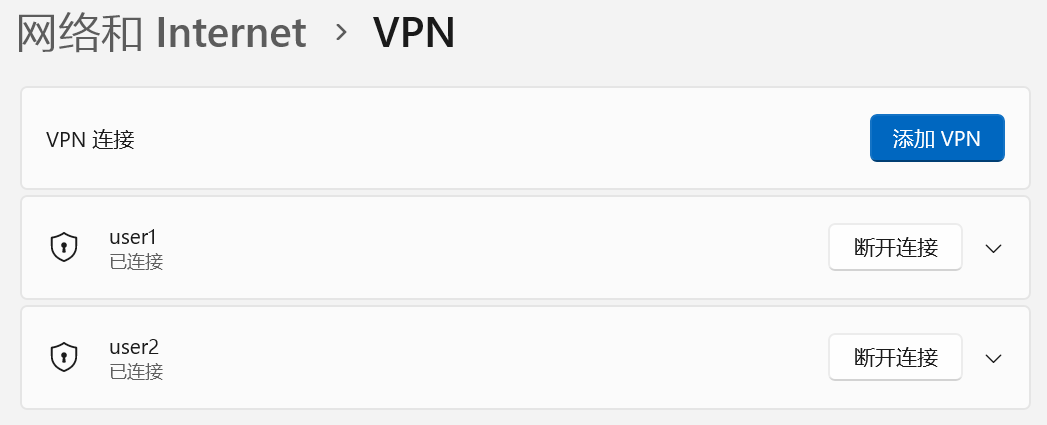 网络和 Internet > VPN
VPN 连接
添加 VPN
user1
已连接
断开连接
user2
已连接
断开连接